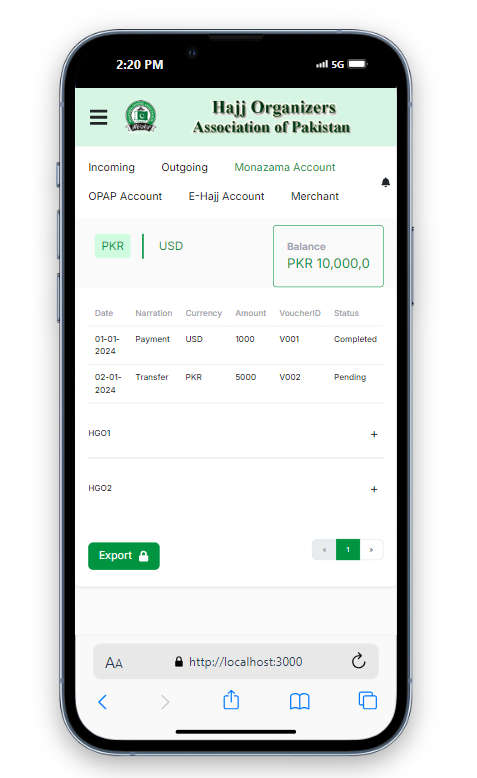 2:20 PM
5G
Hajj Organizers
Association of Pakistan
Incoming Outgoing Monazama Account
OPAP Account E-Hajj Account Merchant
PKR USD
Balance
PKR 10,000,0
Date Narration Currency Amount VoucherID Status
01-01-
2024 Payment USD 1000 V001 Completed
02-01-
2024 Transfer PKR 5000 V002 Pending
HGO1 +
HGO2 +
Export
« 1 »
AA http://localhost:3000